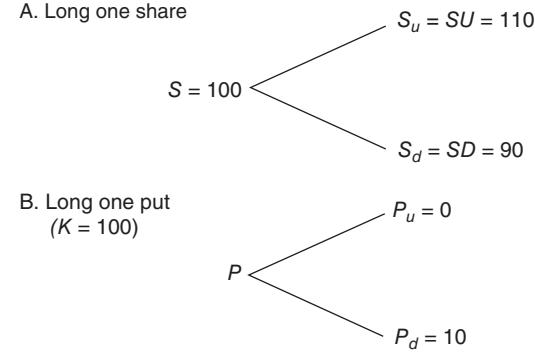 A. Long one share
S = 100
S_u = SU = 110
S_d = SD = 90
B. Long one put
(K = 100)
P
P_u = 0
P_d = 10